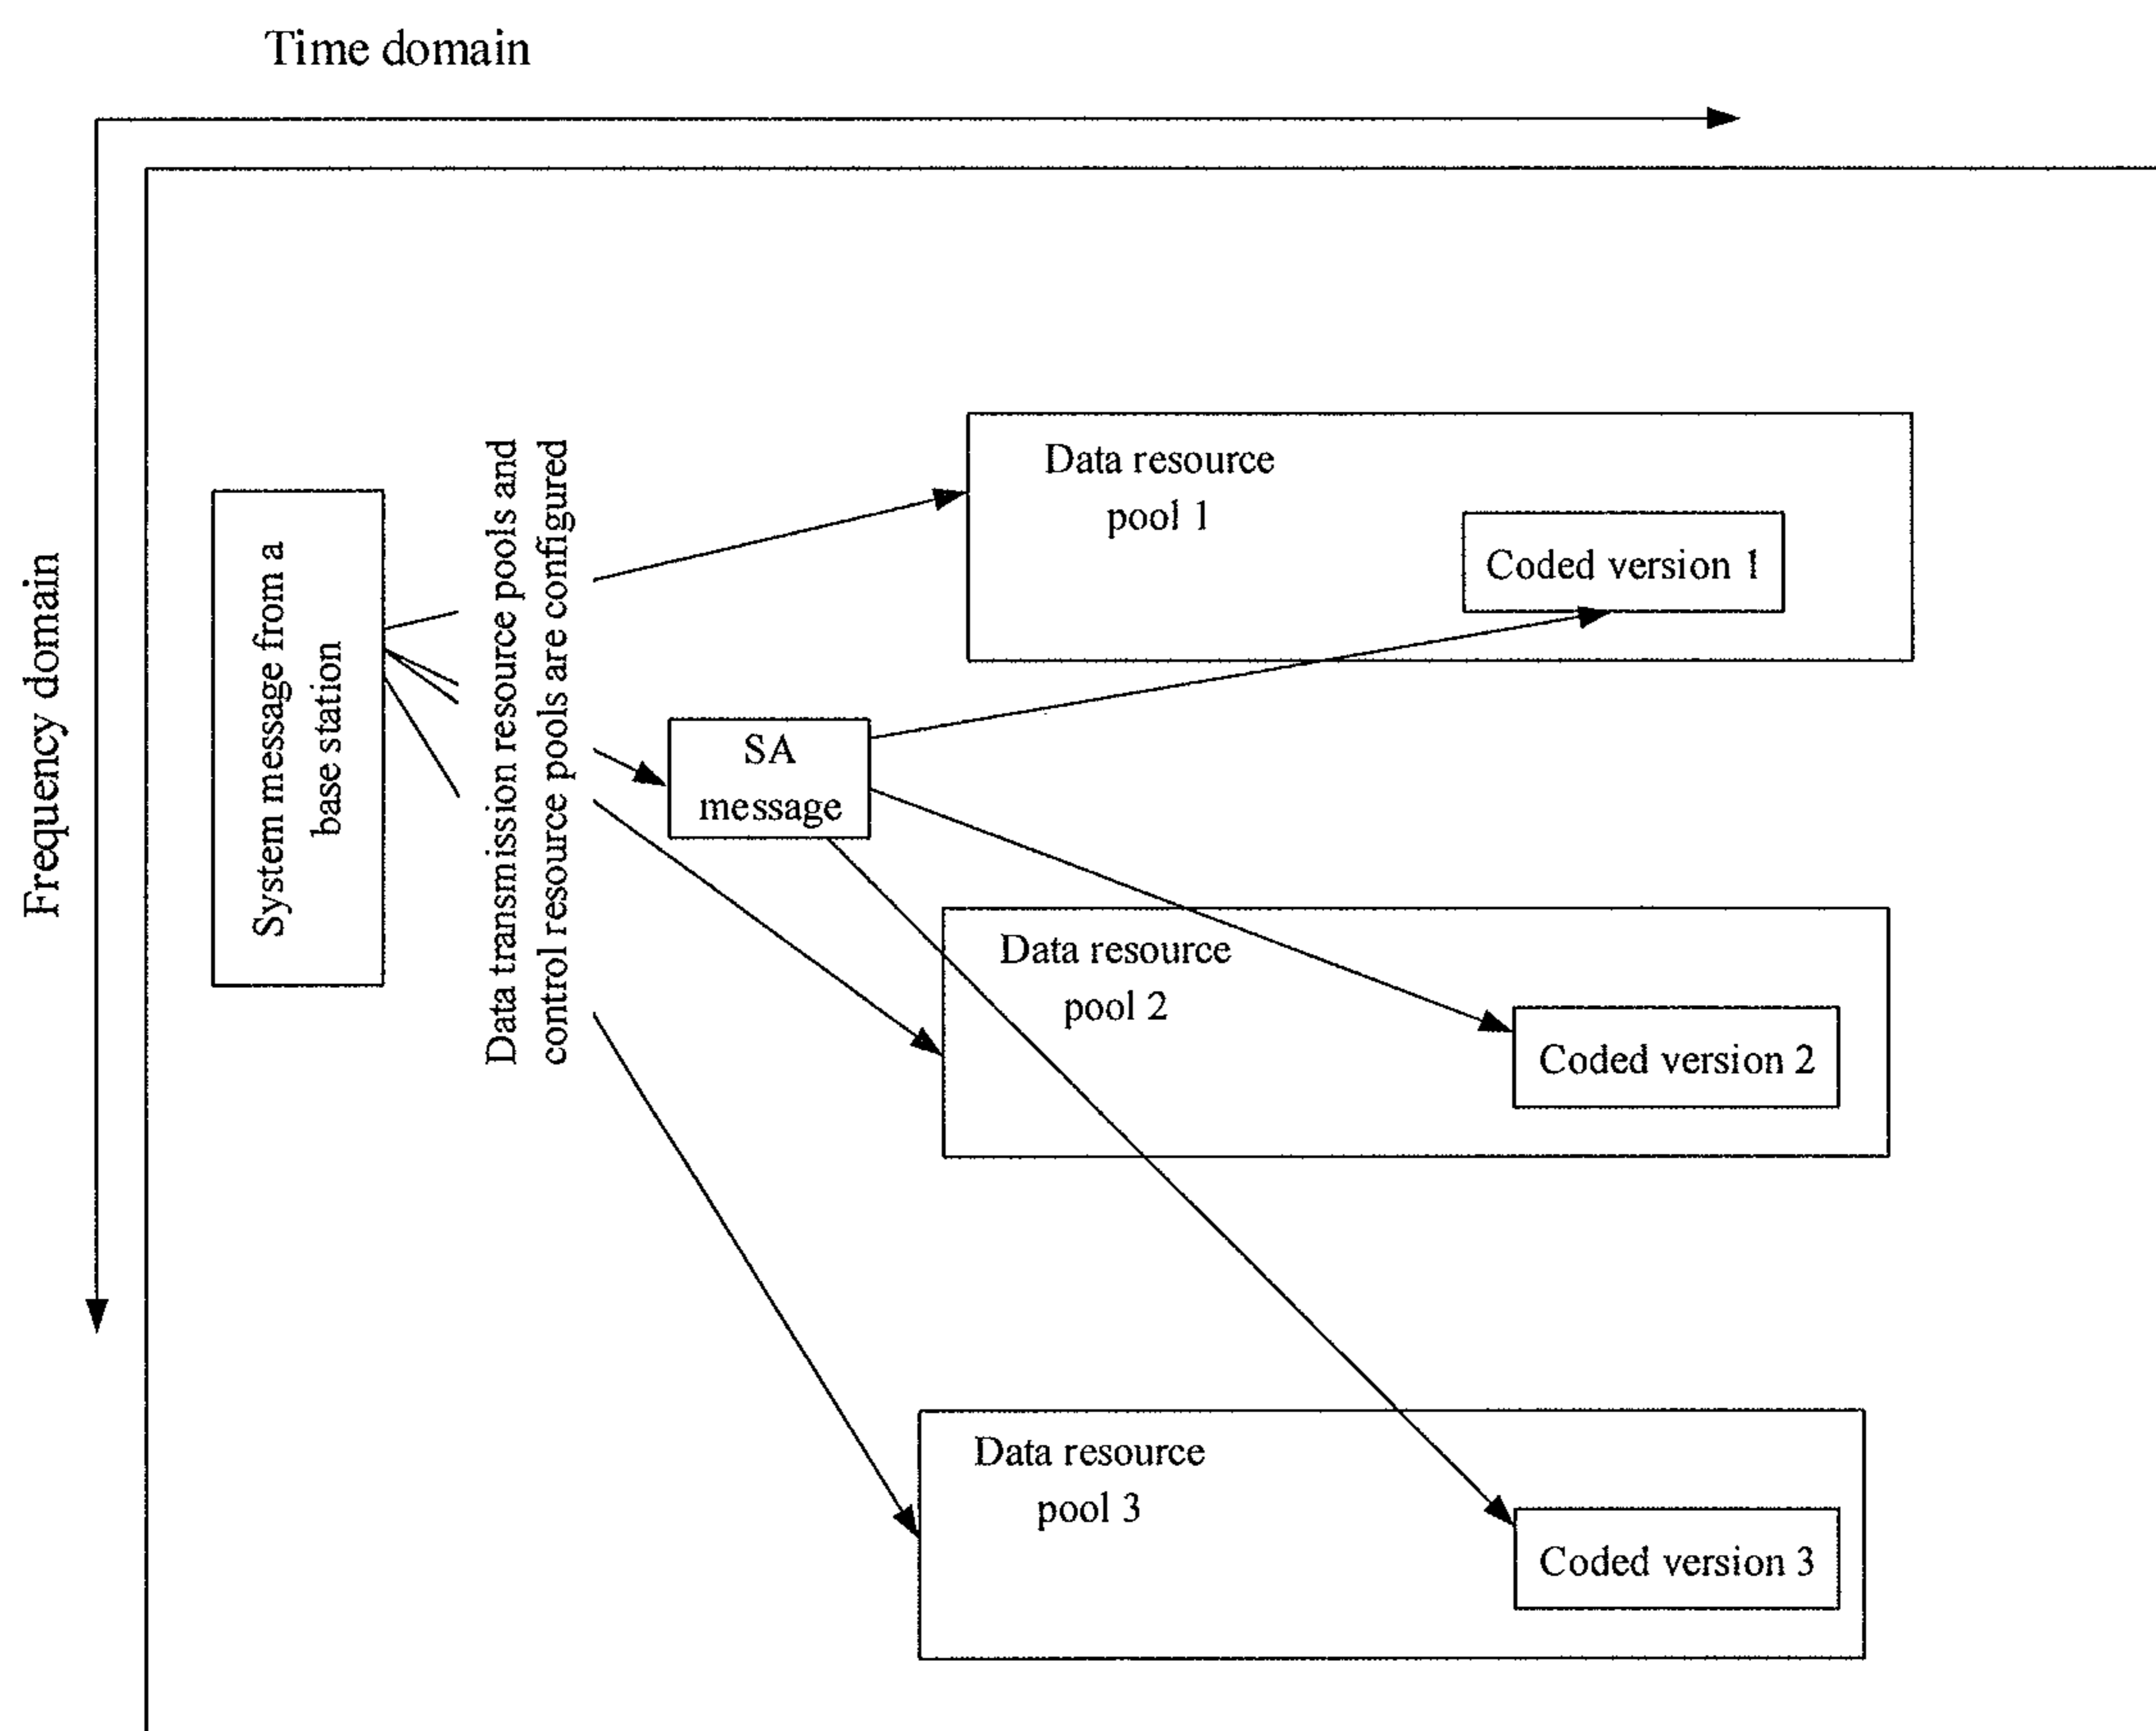 Time domain
Frequency domain
System message from a
base station
Data transmission resource pools and
control resource pools are configured
Data resource
pool 1
Coded version 1
SA
message
Data resource
pool 2
Coded version 2
Data resource
pool 3
Coded version 3